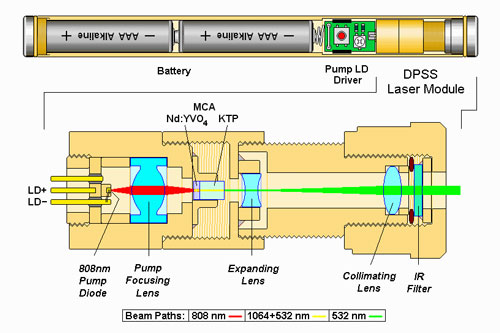 AAA Alkaline
AAA Alkaline
Battery
Pump LD
Driver
DPSS
Laser Module
MCA
Nd:YVO4
KTP
LD+
LD−
808nm
Pump
Diode
Pump
Focusing
Lens
Expanding
Lens
Collimating
Lens
IR
Filter
Beam Paths: 808 nm 1064+532 nm 532 nm